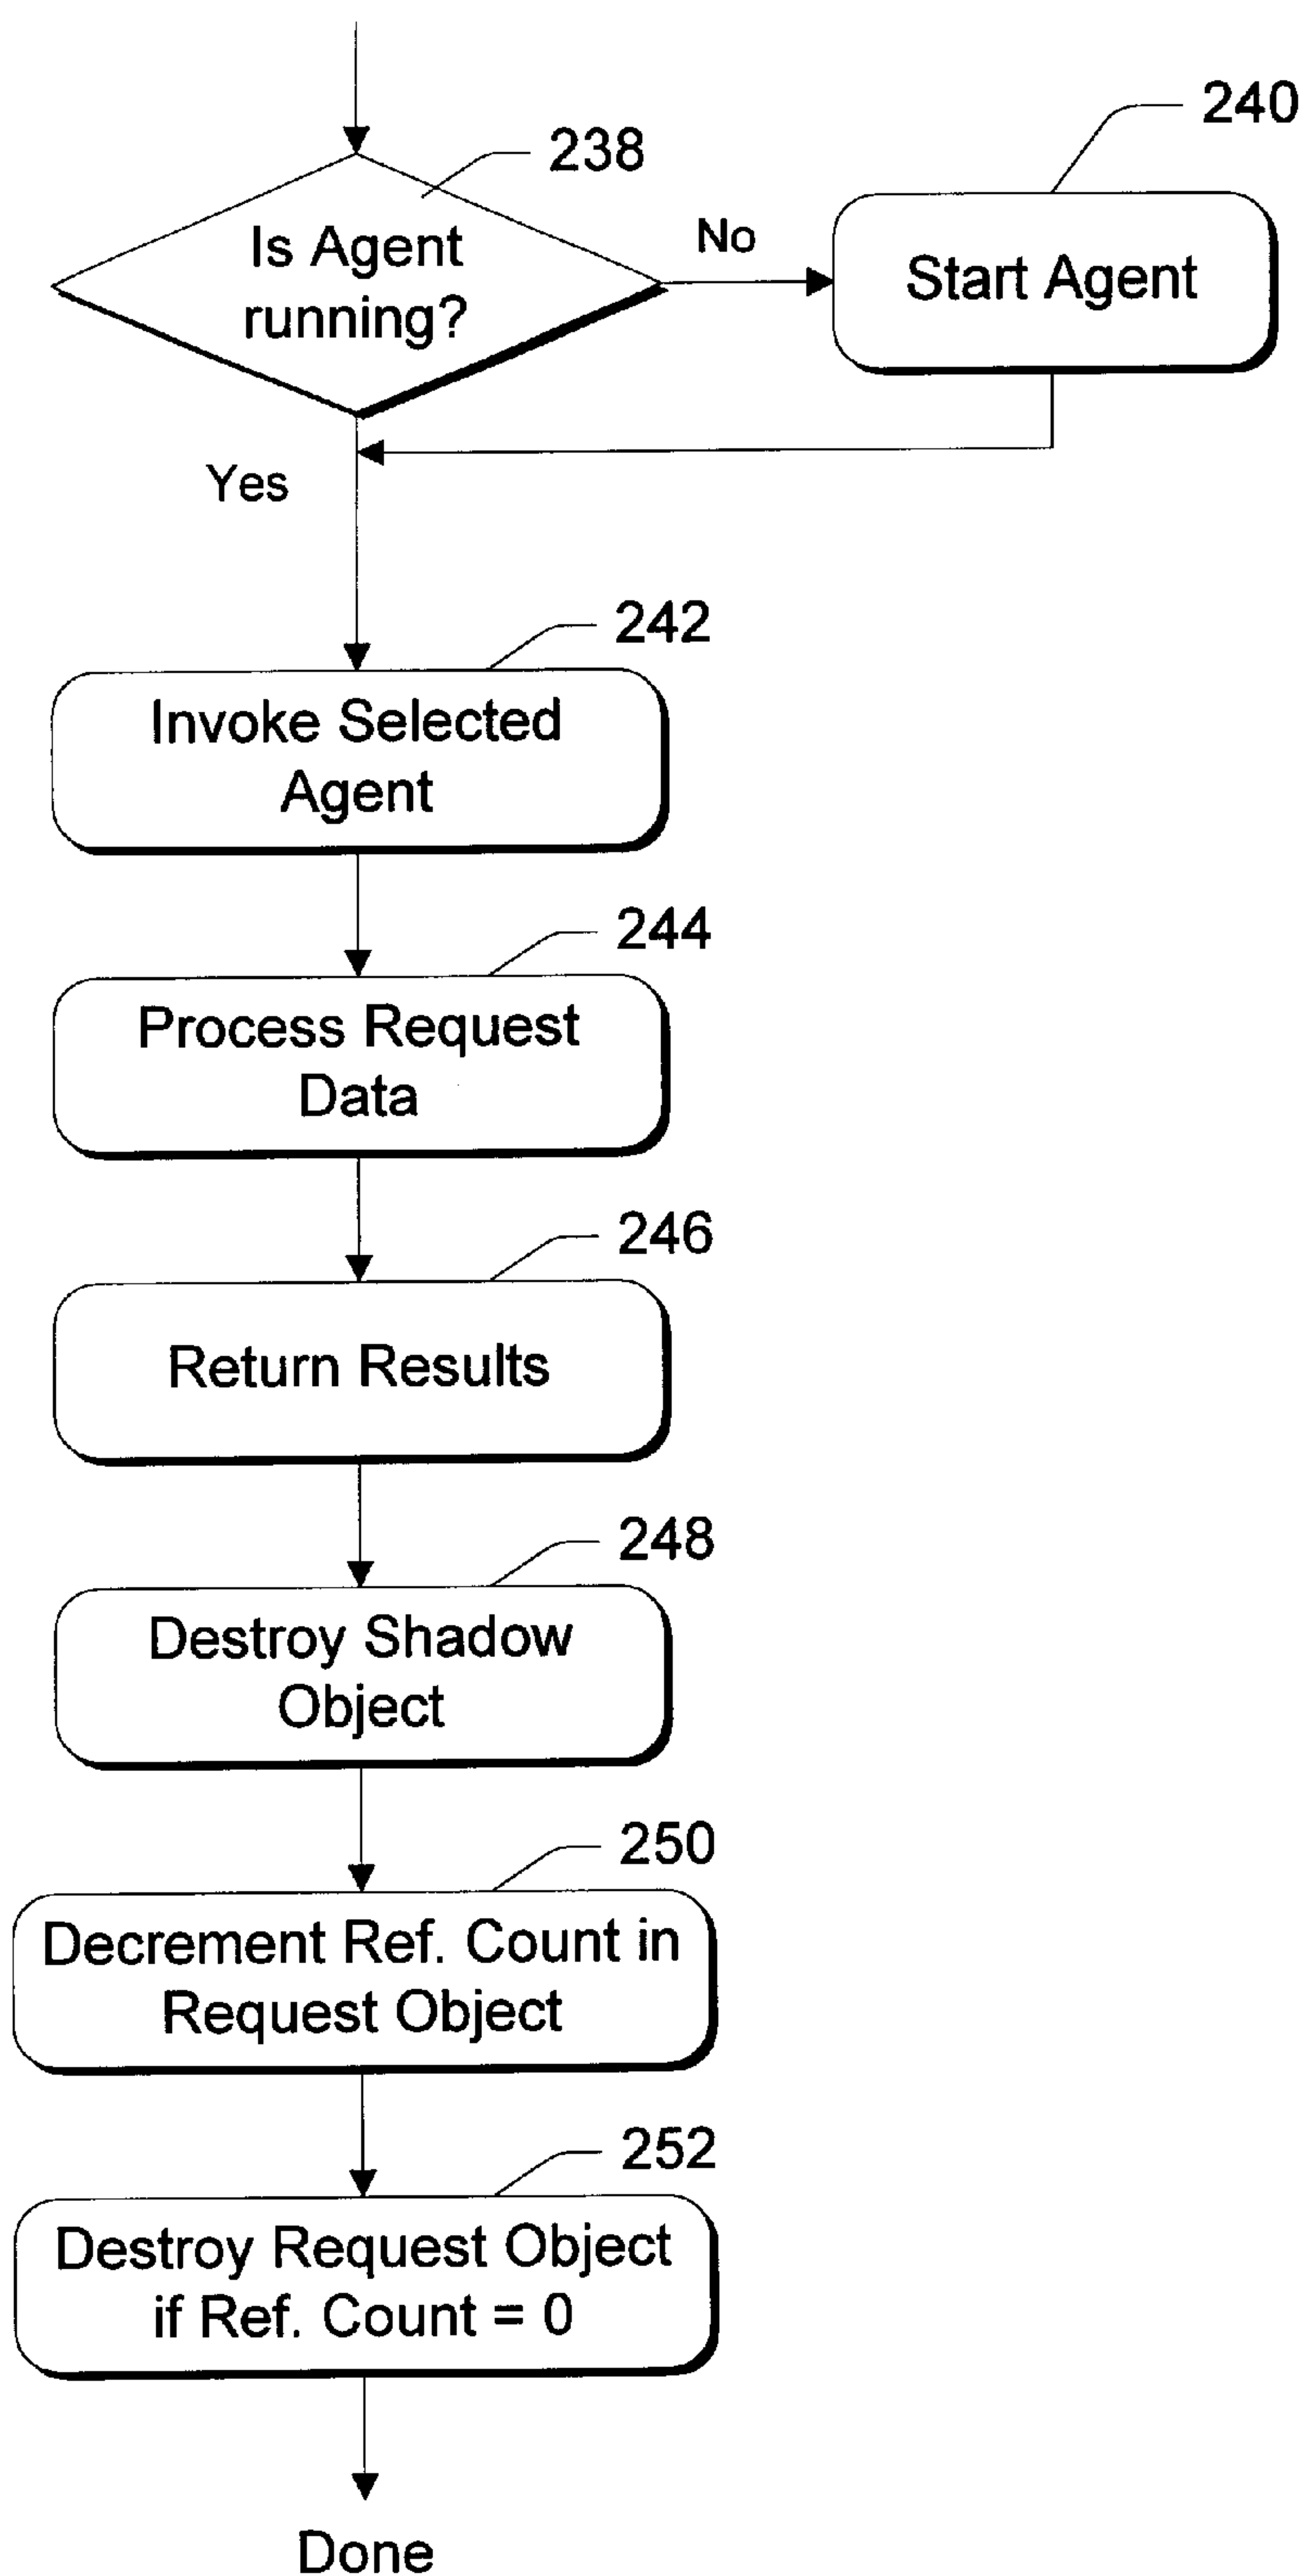 240
238
Is Agent
running?
No
Start Agent
Yes
242
Invoke Selected
Agent
244
Process Request
Data
246
Return Results
248
Destroy Shadow
Object
250
Decrement Ref. Count in
Request Object
252
Destroy Request Object
if Ref. Count = 0
Done